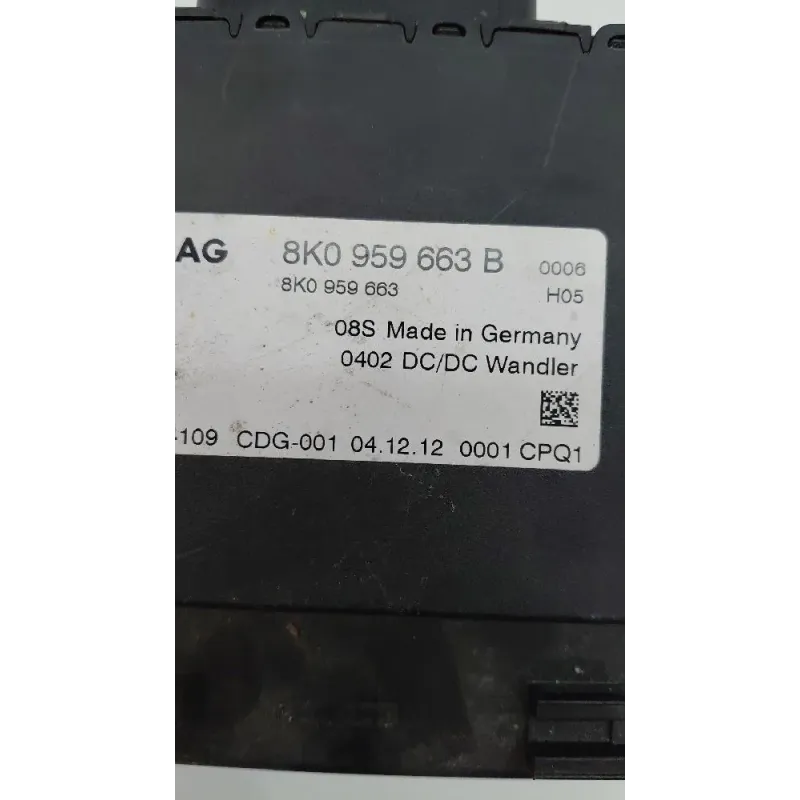 AG 8K0 959 663 B 0006
8K0 959 663 H05
08S Made in Germany
0402 DC/DC Wandler
-109 CDG-001 04.12.12 0001 CPQ1